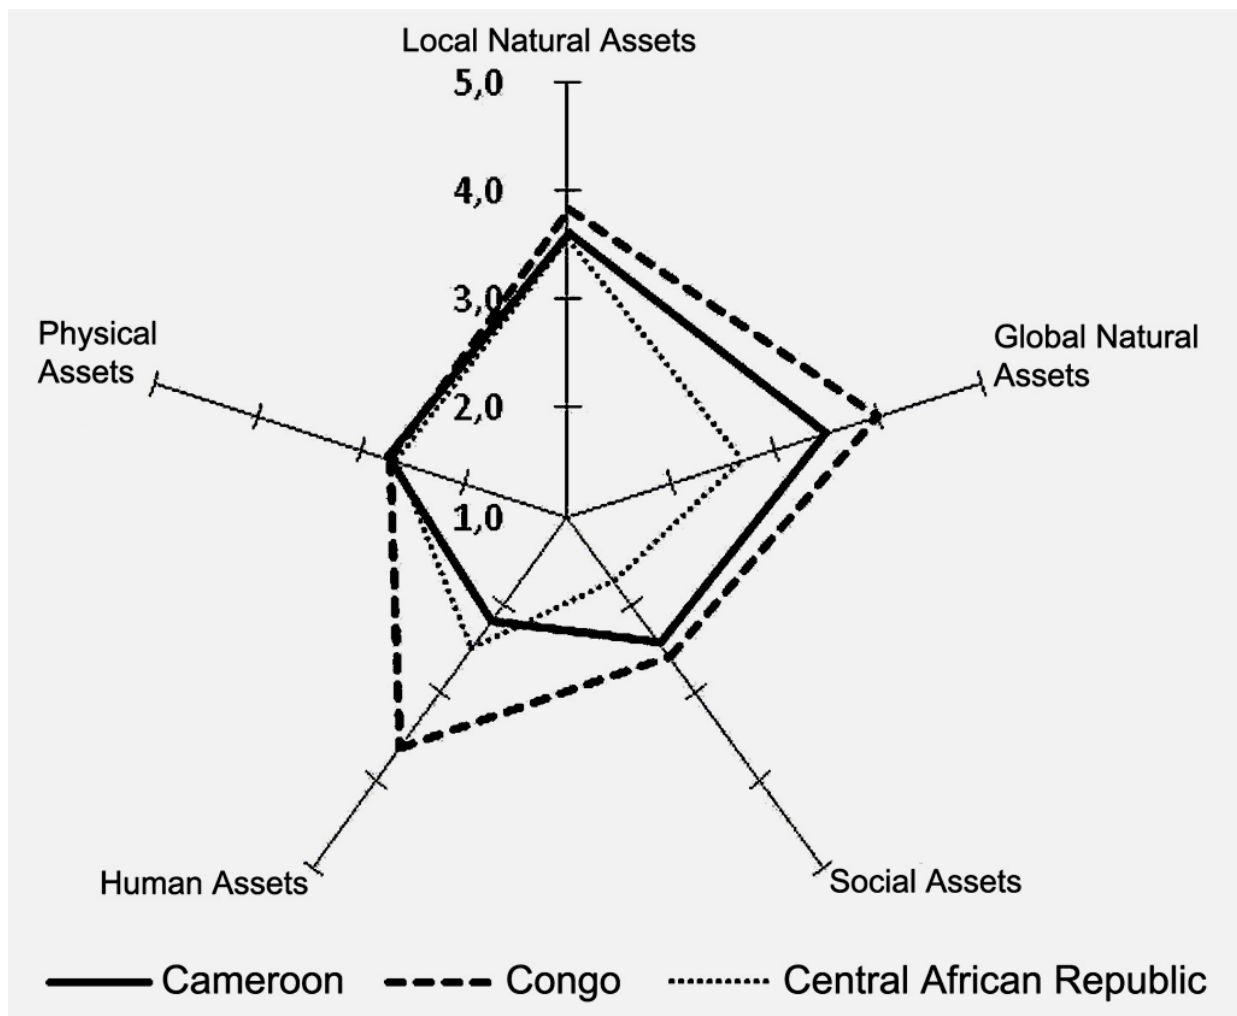 Local Natural Assets
5,0
4,0
3,0
Physical
Assets
Global Natural
Assets
2,0
1,0
Human Assets
Social Assets
Cameroon
Congo
Central African Republic